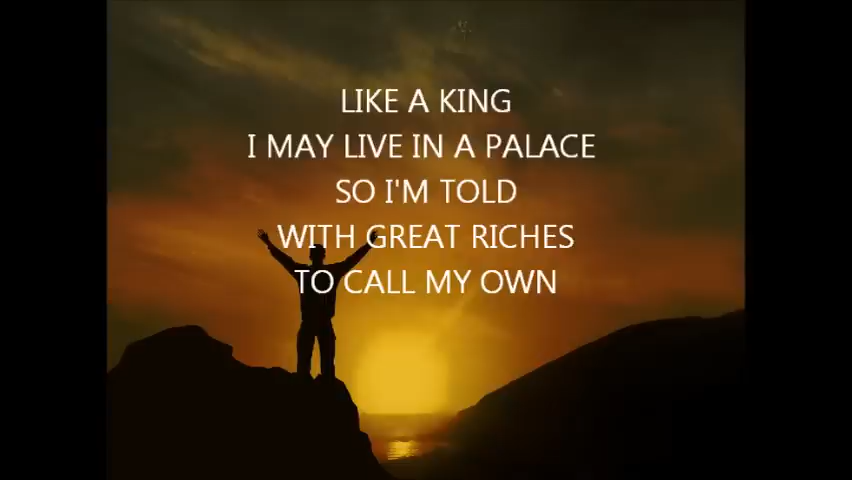 LIKE A KING
I MAY LIVE IN A PALACE
SO I'M TOLD
WITH GREAT RICHES
TO CALL MY OWN